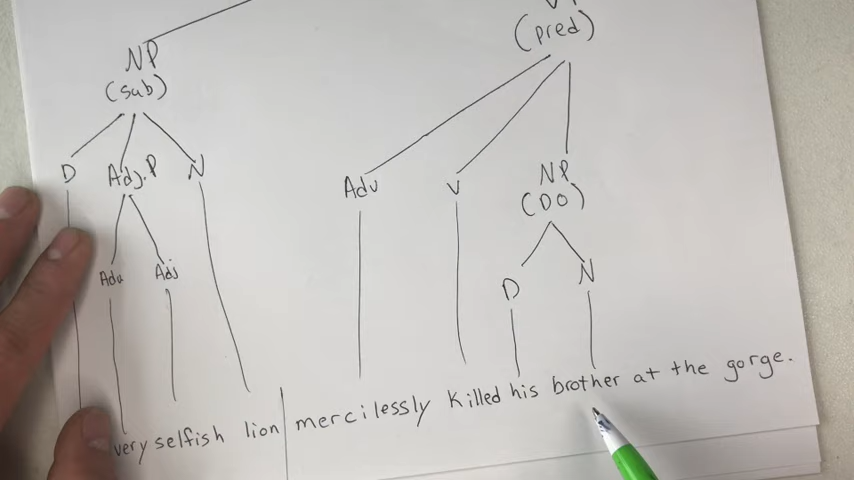 NP
(sub)
(pred)
D Adj.P N
Adv V NP
(DO)
Adv Adj
D N
very selfish lion mercilessly killed his brother at the gorge.